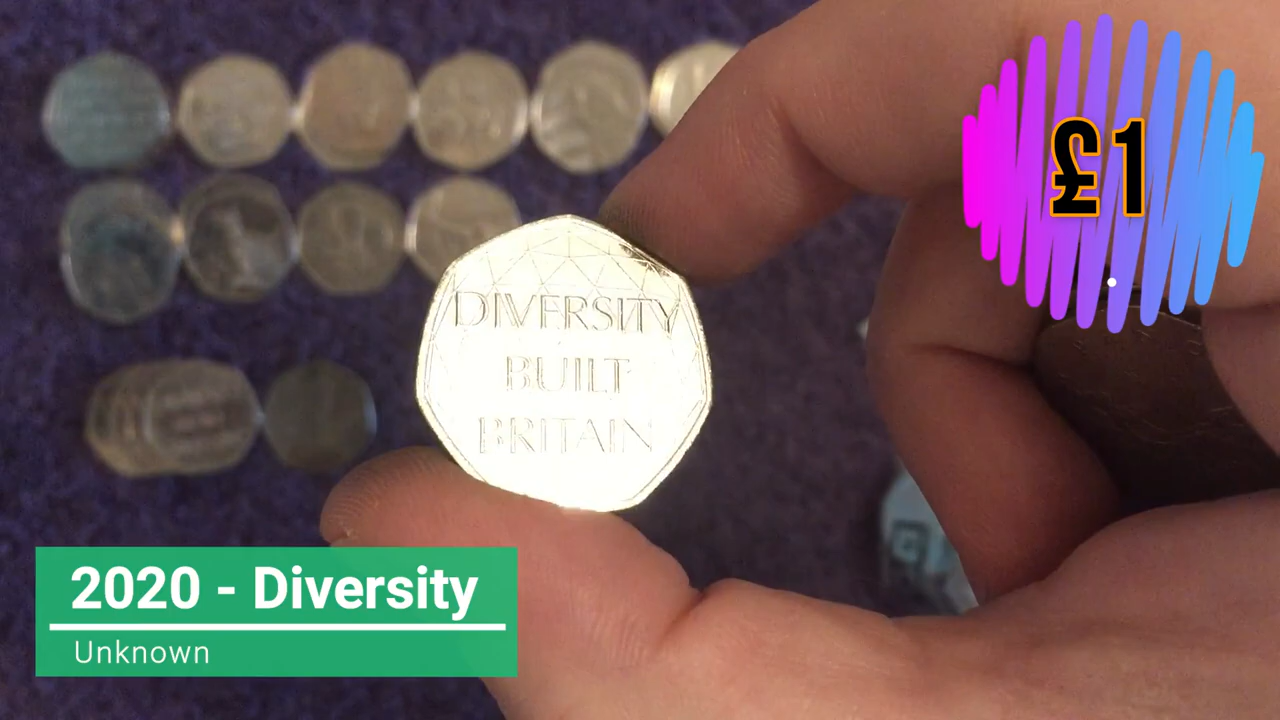 £1
DIVERSITY
BUILT
BRITAIN
2020 - Diversity
Unknown